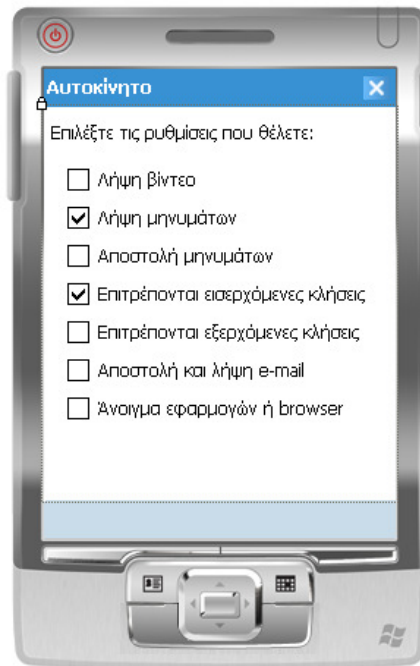 Αυτοκίνητο
Επιλέξτε τις ρυθμίσεις που θέλετε:
Λήψη βίντεο
Λήψη μηνυμάτων
Αποστολή μηνυμάτων
Επιτρέπονται εισερχόμενες κλήσεις
Επιτρέπονται εξερχόμενες κλήσεις
Αποστολή και λήψη e-mail
Άνοιγμα εφαρμογών ή browser